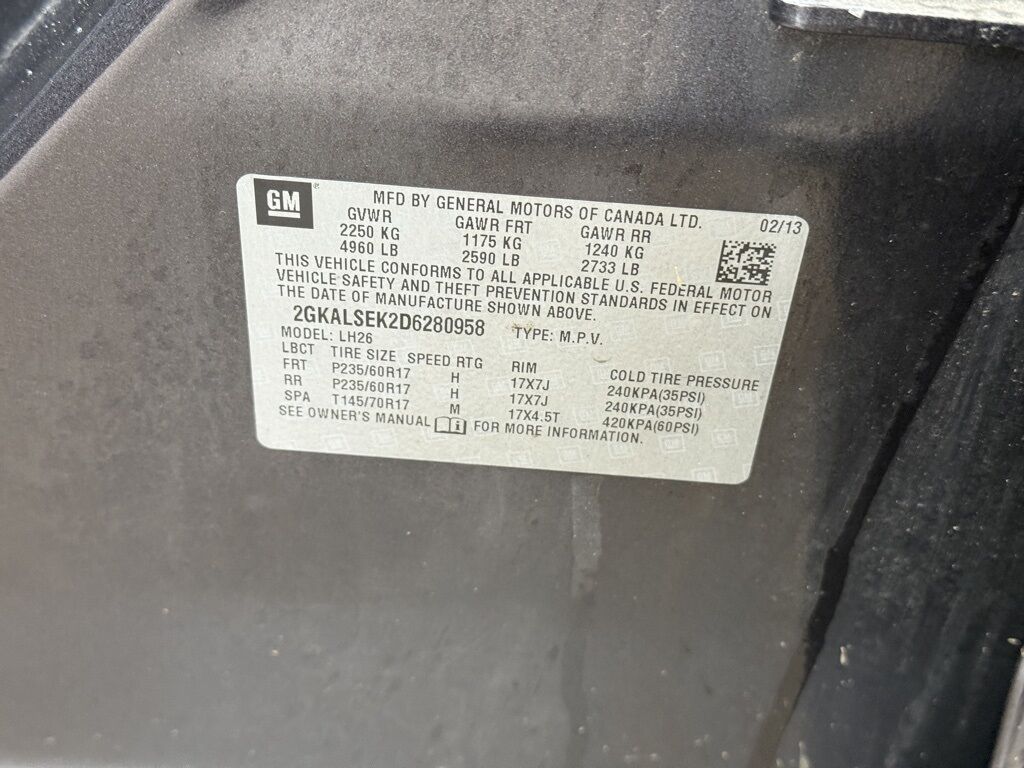 GM ®
MFD BY GENERAL MOTORS OF CANADA LTD. 02/13
GVWR GAWR FRT GAWR RR
2250 KG 1175 KG 1240 KG
4960 LB 2590 LB 2733 LB
THIS VEHICLE CONFORMS TO ALL APPLICABLE U.S. FEDERAL MOTOR
VEHICLE SAFETY AND THEFT PREVENTION STANDARDS IN EFFECT ON
THE DATE OF MANUFACTURE SHOWN ABOVE.
2GKALSEK2D6280958 TYPE: M.P.V.
MODEL: LH26
LBCT TIRE SIZE SPEED RTG RIM COLD TIRE PRESSURE
FRT P235/60R17 H 17X7J 240KPA(35PSI)
RR P235/60R17 H 17X7J 240KPA(35PSI)
SPA T145/70R17 M 17X4.5T 420KPA(60PSI)
SEE OWNER'S MANUAL FOR MORE INFORMATION.